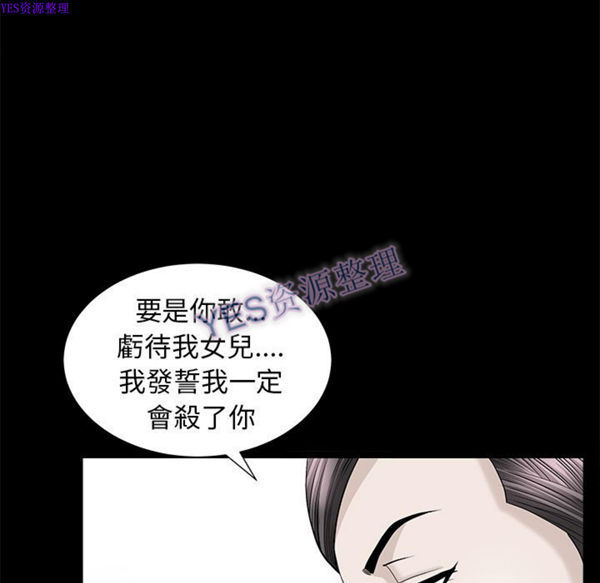 YES资源整理
YES资源整理
要是你敢...
虧待我女兒....
我發誓我一定
會殺了你